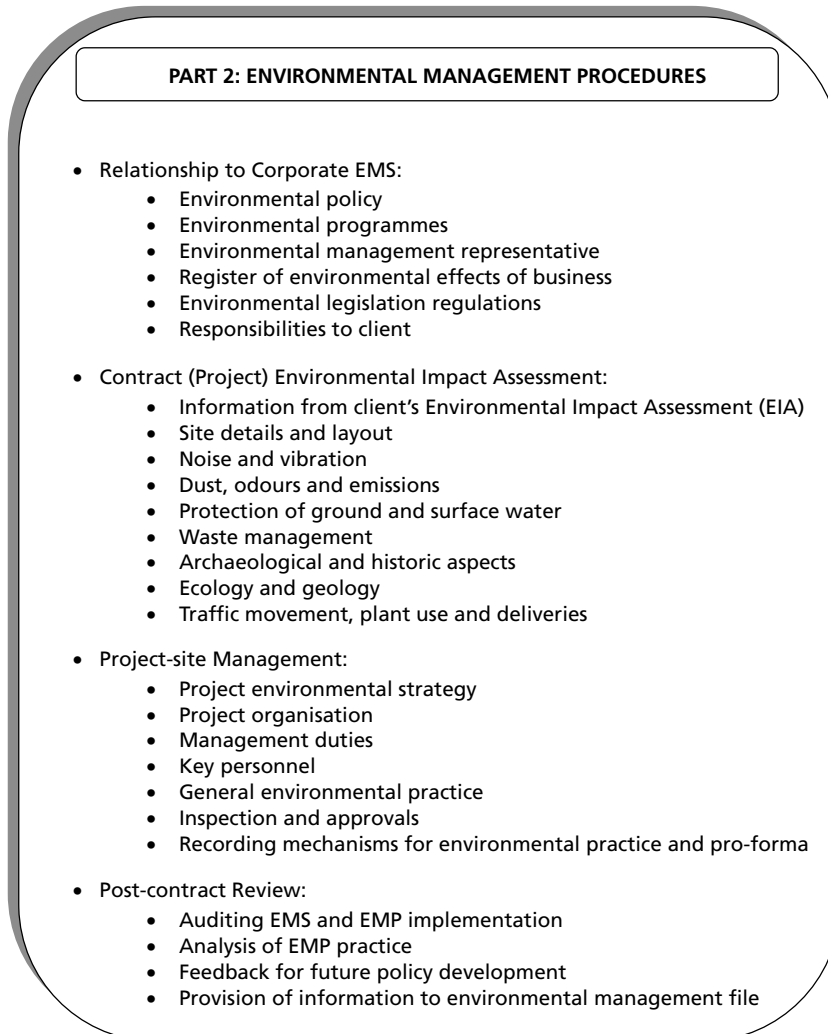 PART 2: ENVIRONMENTAL MANAGEMENT PROCEDURES
• Relationship to Corporate EMS:
• Environmental policy
• Environmental programmes
• Environmental management representative
• Register of environmental effects of business
• Environmental legislation regulations
• Responsibilities to client
• Contract (Project) Environmental Impact Assessment:
• Information from client's Environmental Impact Assessment (EIA)
• Site details and layout
• Noise and vibration
• Dust, odours and emissions
• Protection of ground and surface water
• Waste management
• Archaeological and historic aspects
• Ecology and geology
• Traffic movement, plant use and deliveries
• Project-site Management:
• Project environmental strategy
• Project organisation
• Management duties
• Key personnel
• General environmental practice
• Inspection and approvals
• Recording mechanisms for environmental practice and pro-forma
• Post-contract Review:
• Auditing EMS and EMP implementation
• Analysis of EMP practice
• Feedback for future policy development
• Provision of information to environmental management file